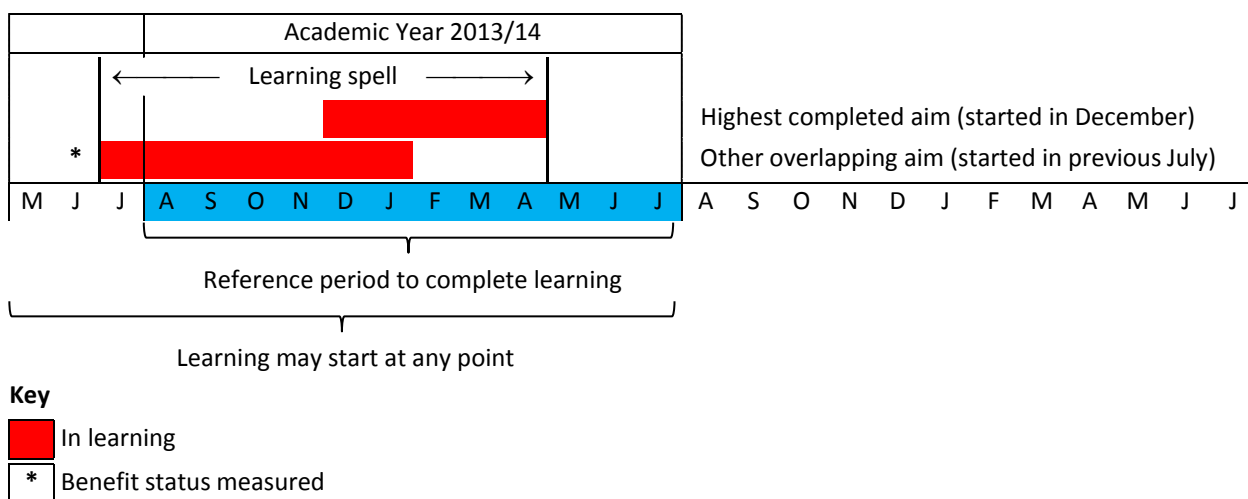 Academic Year 2013/14
← Learning spell →
Highest completed aim (started in December)
* Other overlapping aim (started in previous July)
M J J A S O N D J F M A M J J A S O N D J F M A M J J
Reference period to complete learning
Learning may start at any point
Key
In learning
* Benefit status measured